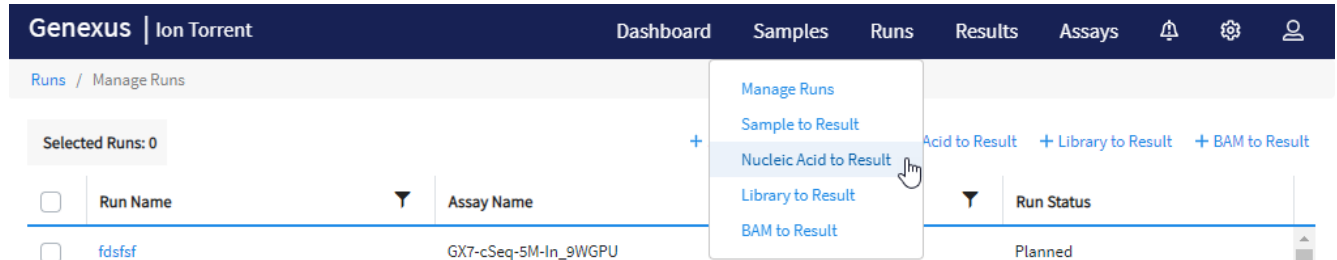 Genexus | Ion Torrent Dashboard Samples Runs Results Assays
Runs / Manage Runs
Manage Runs
Selected Runs: 0
Sample to Result
+ Acid to Result + Library to Result + BAM to Result
Nucleic Acid to Result
Run Name Assay Name Run Status
Library to Result
BAM to Result
fdsfsf GX7-cSeq-5M-In_9WGPU Planned